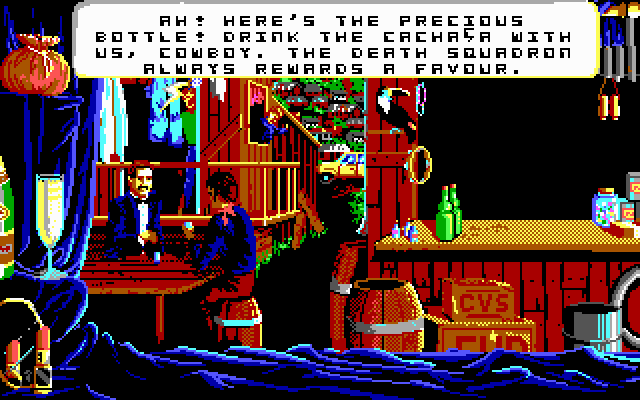 AH! HERE'S THE PRECIOUS
BOTTLE! DRINK THE CACHAÇA WITH
US, COWBOY. THE DEATH SQUADRON
ALWAYS REWARDS A FAVOUR.
CVS